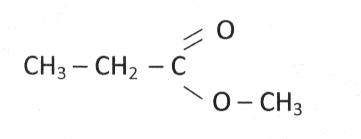 O
CH₃ – CH₂ – C
O – CH₃